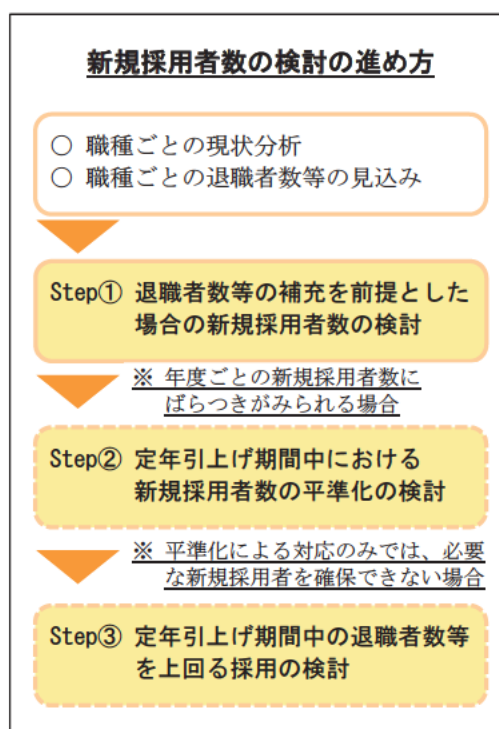 新規採用者数の検討の進め方
○ 職種ごとの現状分析
○ 職種ごとの退職者数等の見込み
Step① 退職者数等の補充を前提とした
場合の新規採用者数の検討
※ 年度ごとの新規採用者数に
ばらつきがみられる場合
Step② 定年引上げ期間中における
新規採用者数の平準化の検討
※ 平準化による対応のみでは、必要
な新規採用者を確保できない場合
Step③ 定年引上げ期間中の退職者数等
を上回る採用の検討